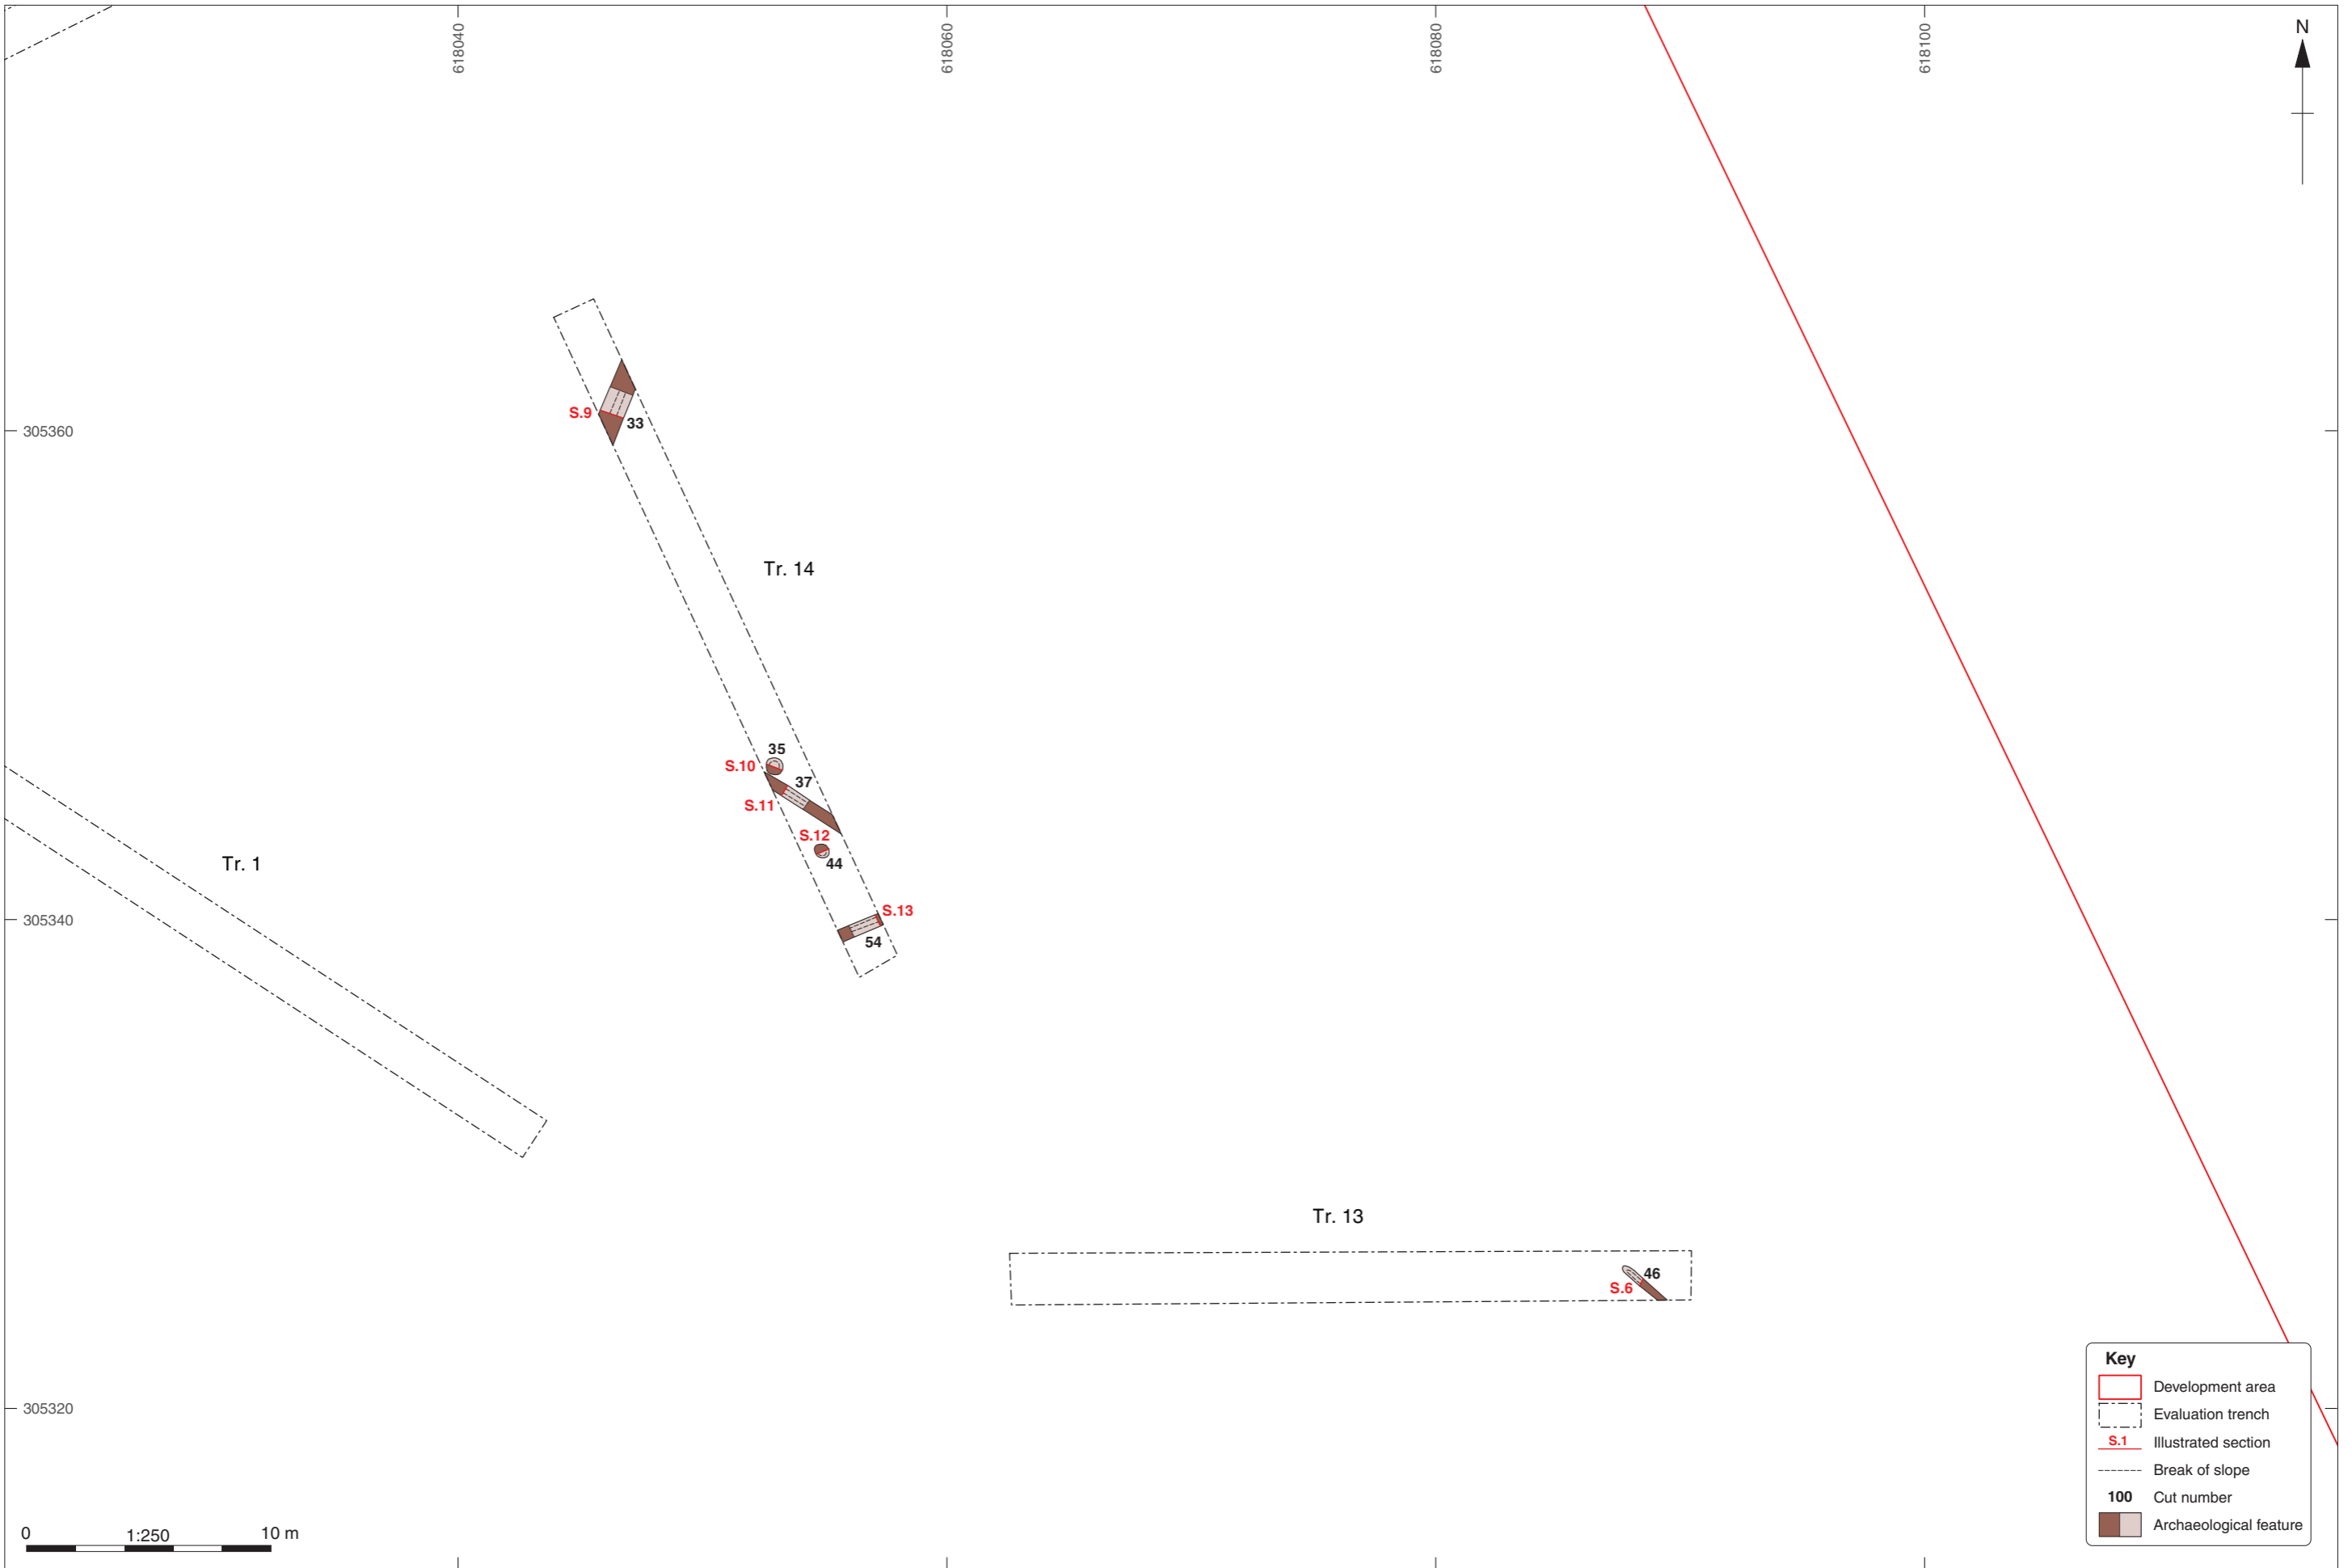 618040
618060
618080
618100
N
S.9
33
305360
Tr. 14
35
S.10
37
S.11
S.12
44
Tr. 1
S.13
305340
54
Tr. 13
46
S.6
305320
Key
Development area
Evaluation trench
S.1 Illustrated section
Break of slope
100 Cut number
Archaeological feature
0 1:250 10 m